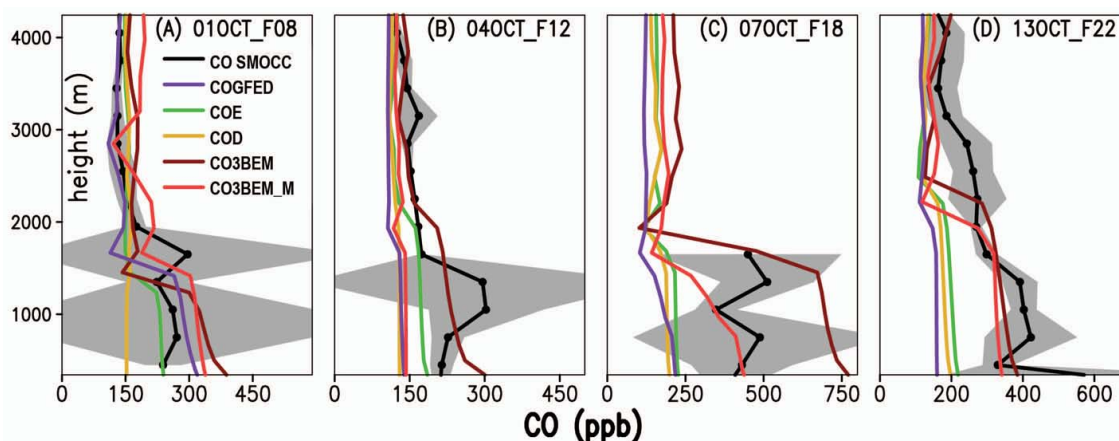 (A) 01OCT_F08
(B) 04OCT_F12
(C) 07OCT_F18
(D) 13OCT_F22
CO SMOCC
COGFED
COE
COD
CO3BEM
CO3BEM_M
height (m)
4000
3000
2000
1000
0 150 300 450
0 150 300 450
0 250 500 750
0 200 400 600
CO (ppb)